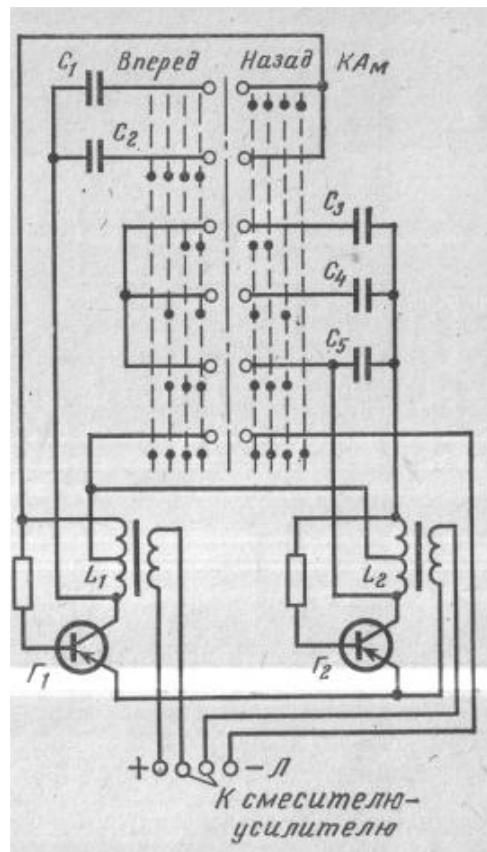 C₁ Вперед Назад КАм
C₂
C₃
C₄
C₅
L₁ L₂
Г₁ Г₂
+ - Л
К смесителю-
усилителю